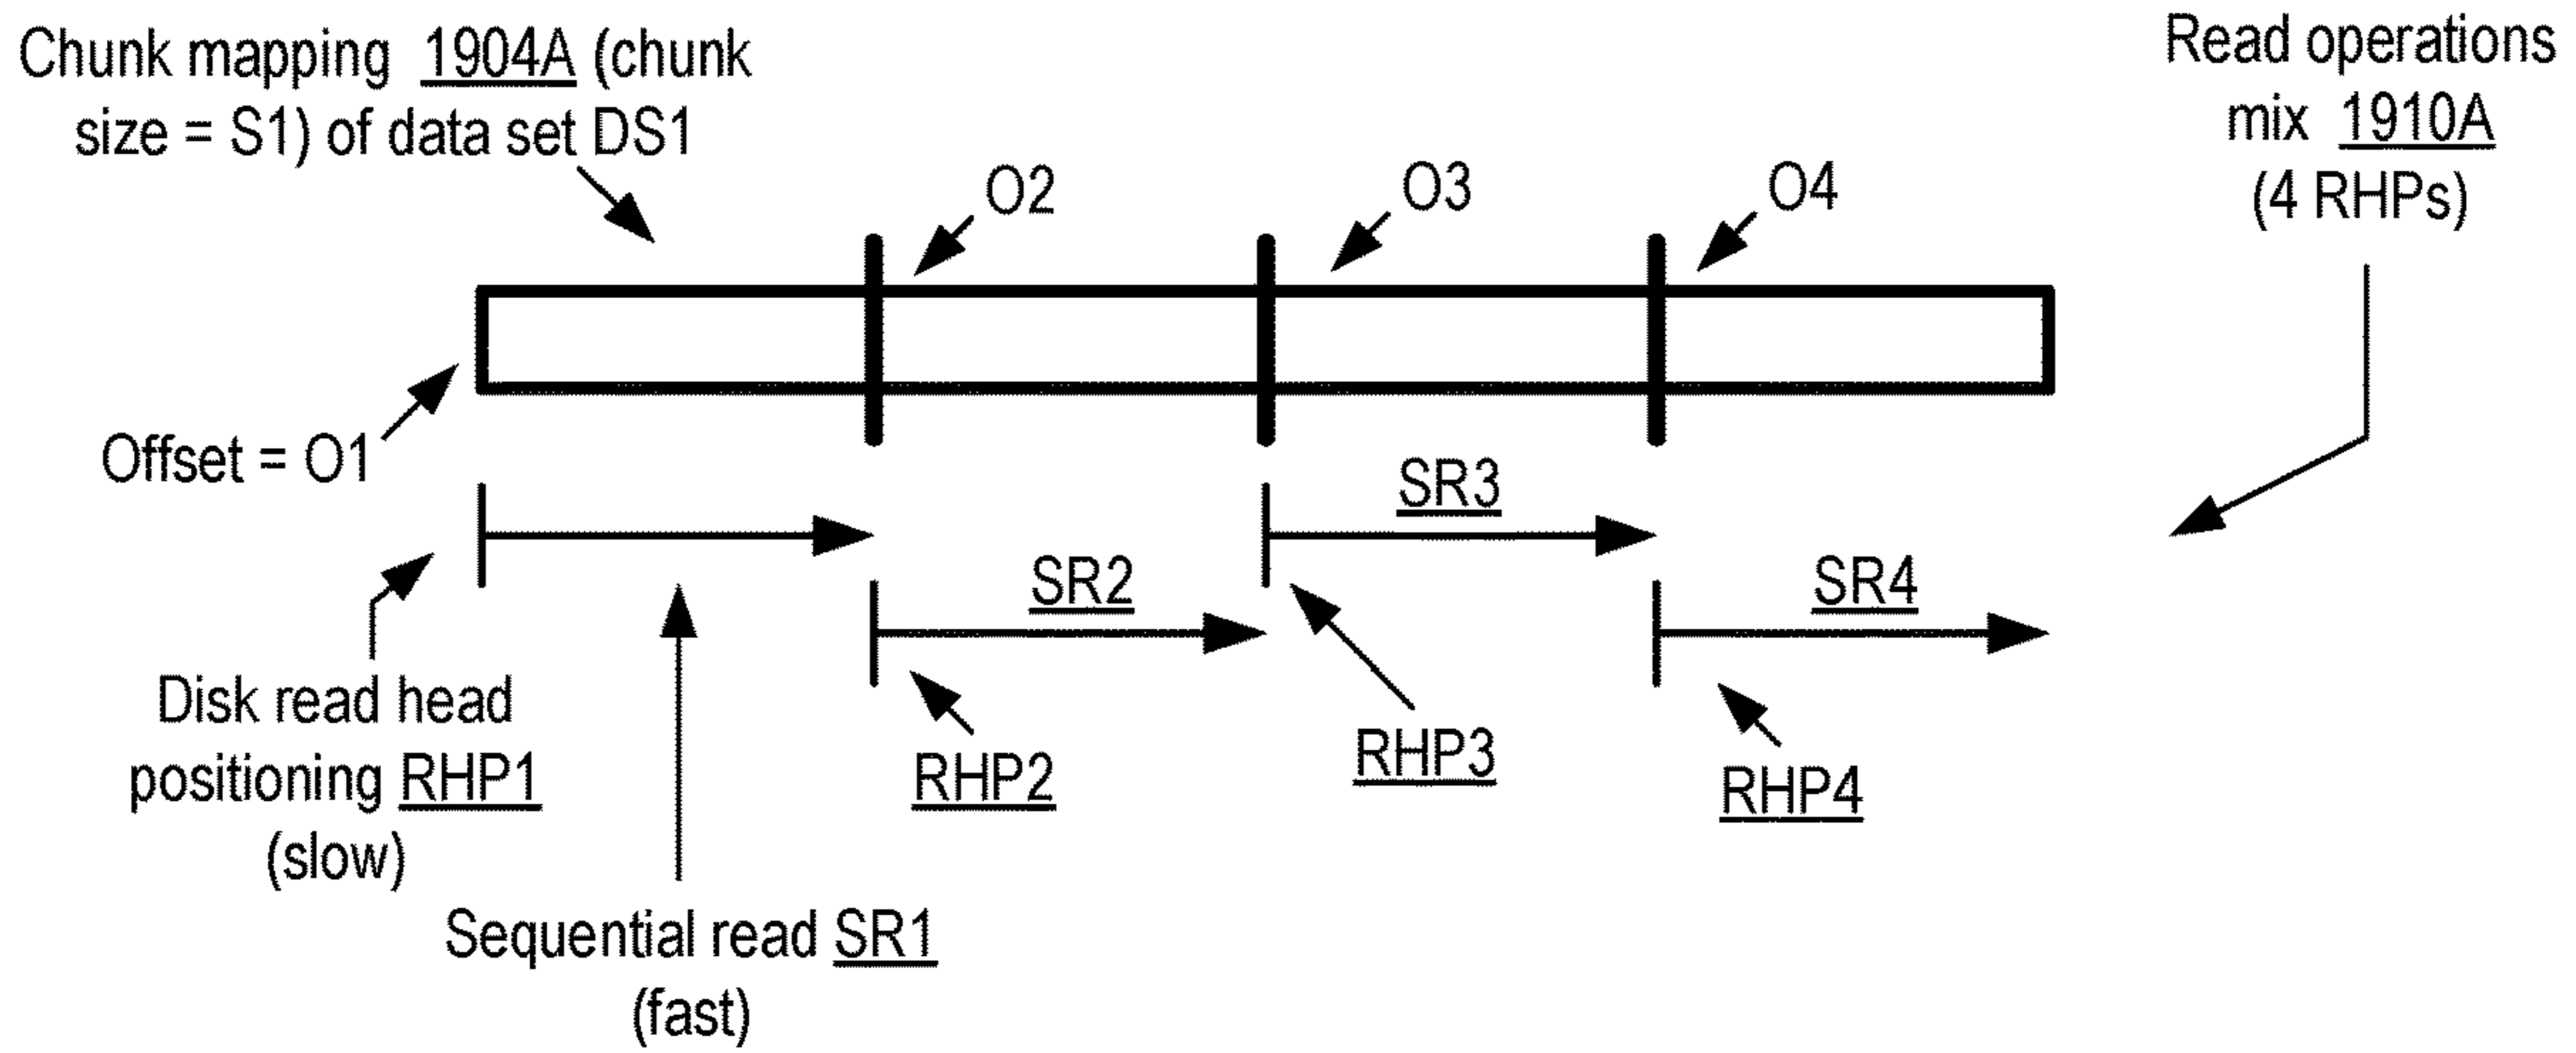 Chunk mapping 1904A (chunk
size = S1) of data set DS1
Read operations
mix 1910A
(4 RHPs)
O2
O3
O4
Offset = O1
SR3
SR2
SR4
Disk read head
positioning RHP1
(slow)
RHP2
RHP3
RHP4
Sequential read SR1
(fast)